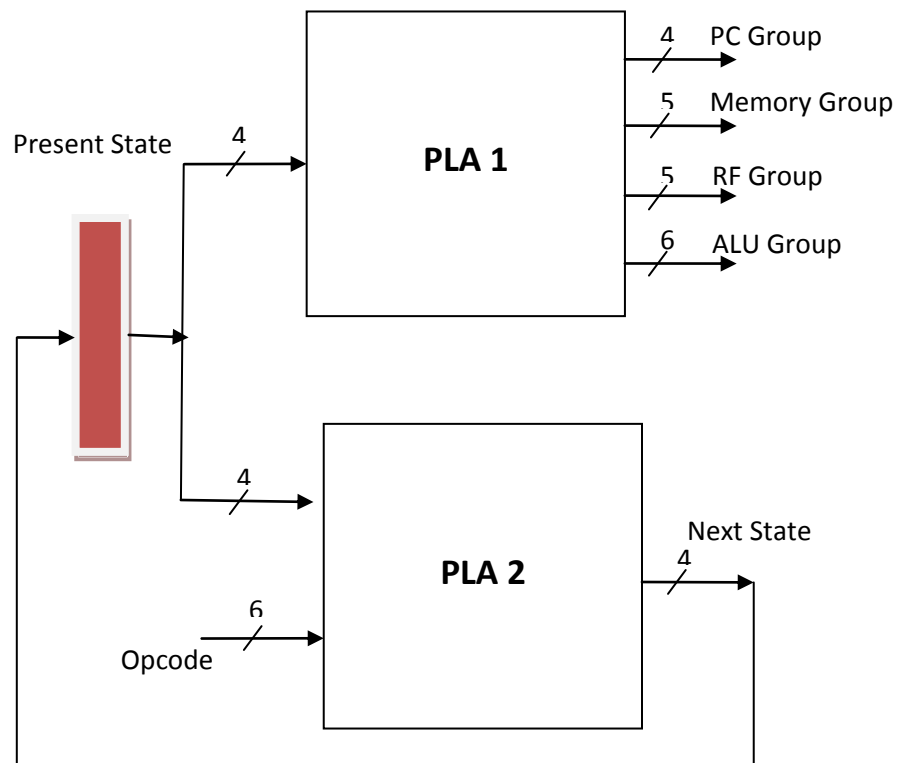 4
PC Group
5
Memory Group
Present State
4
PLA 1
5
RF Group
6
ALU Group
4
Next State
PLA 2
4
6
Opcode